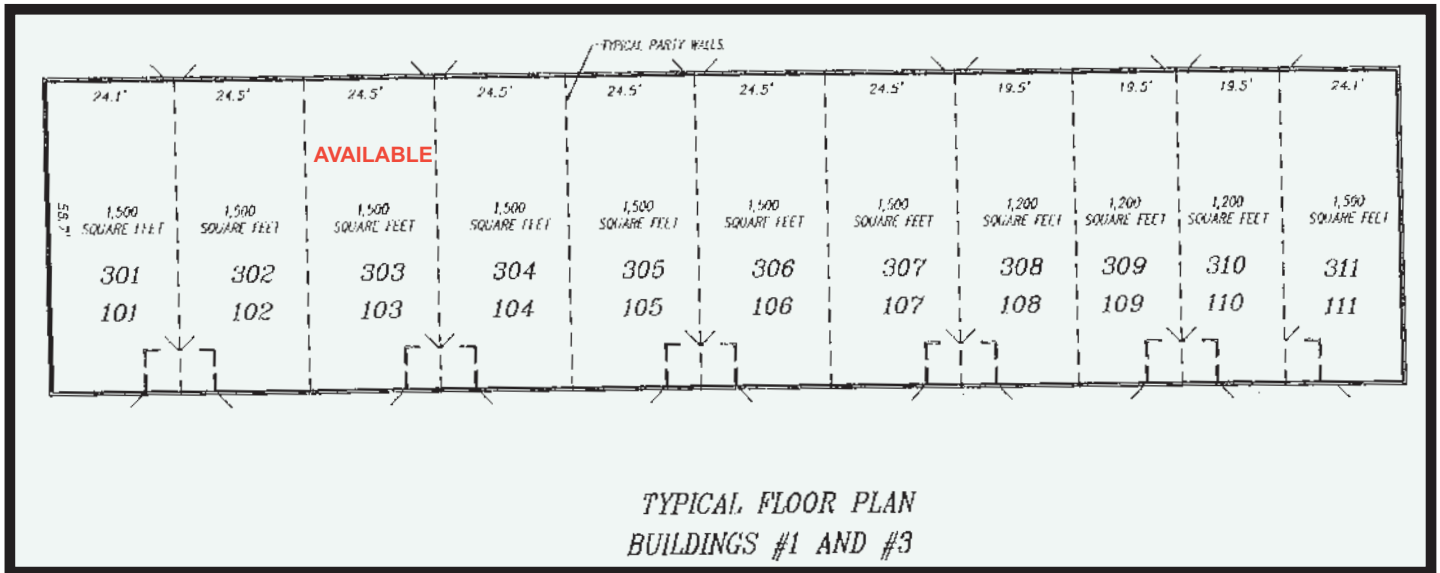 TYPICAL PARTY WALLS
24.1' 24.5' 24.5' 24.5' 24.5' 24.5' 24.5' 19.5' 19.5' 19.5' 24.1'
AVAILABLE
1,500 1,500 1,500 1,500 1,500 1,500 1,500 1,200 1,200 1,200 1,500
SQUARE FEET SQUARE FEET SQUARE FEET SQUARE FEET SQUARE FEET SQUARE FEET SQUARE FEET SQUARE FEET SQUARE FEET SQUARE FEET SQUARE FEET
301 302 303 304 305 306 307 308 309 310 311
101 102 103 104 105 106 107 108 109 110 111
TYPICAL FLOOR PLAN
BUILDINGS #1 AND #3